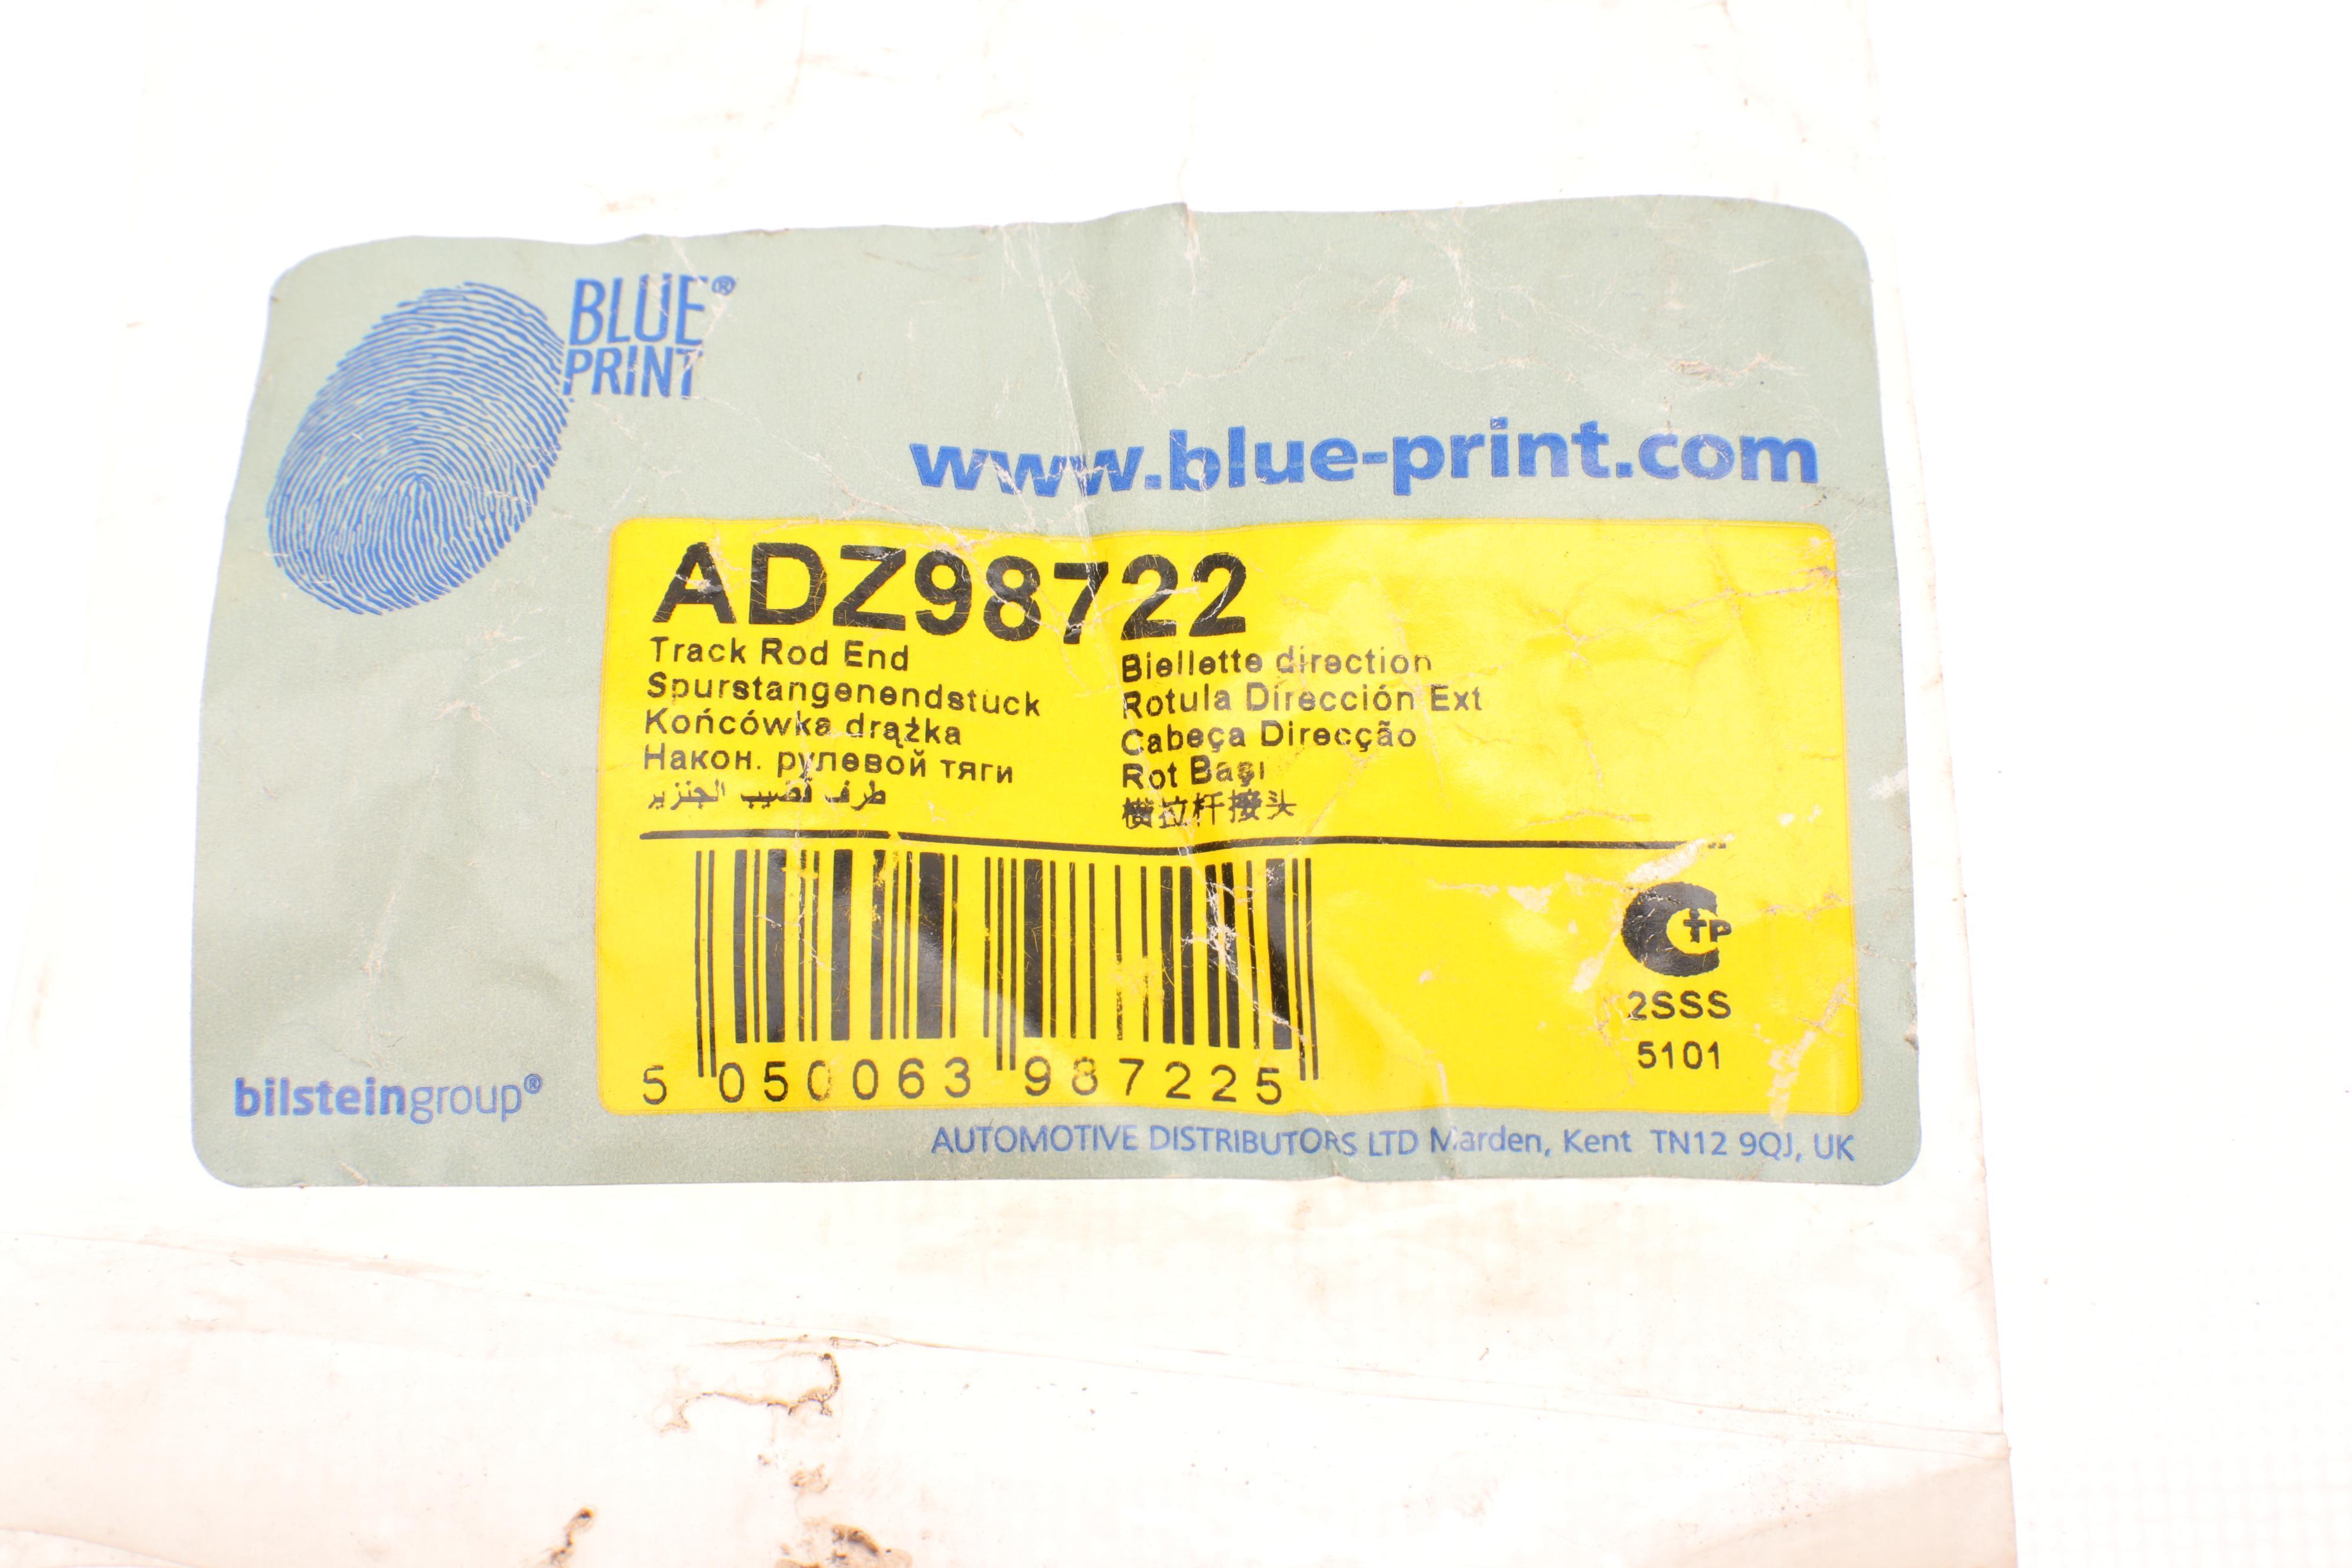 BLUE®
PRINT
www.blue-print.com
ADZ98722
Track Rod End
Spurstangenendstuck
Końcówka drążka
Након. рулевой тяги
طرف قضيب الجنزير
Biellette direction
Rotula Dirección Ext
Cabeça Direcção
Rot Başı
横拉杆接头
5 050063 987225
СТР
2SSS
5101
bilsteingroup®
AUTOMOTIVE DISTRIBUTORS LTD Marden, Kent TN12 9QJ, UK